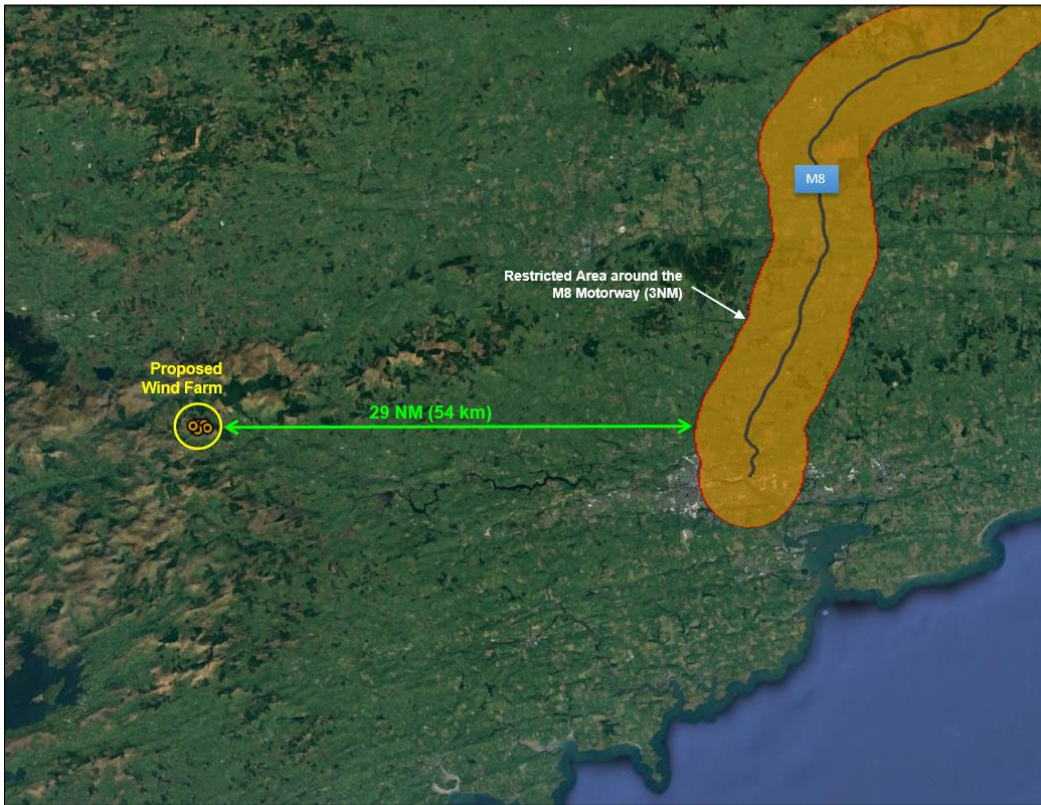 M8
Restricted Area around the
M8 Motorway (3NM)
Proposed
Wind Farm
29 NM (54 km)